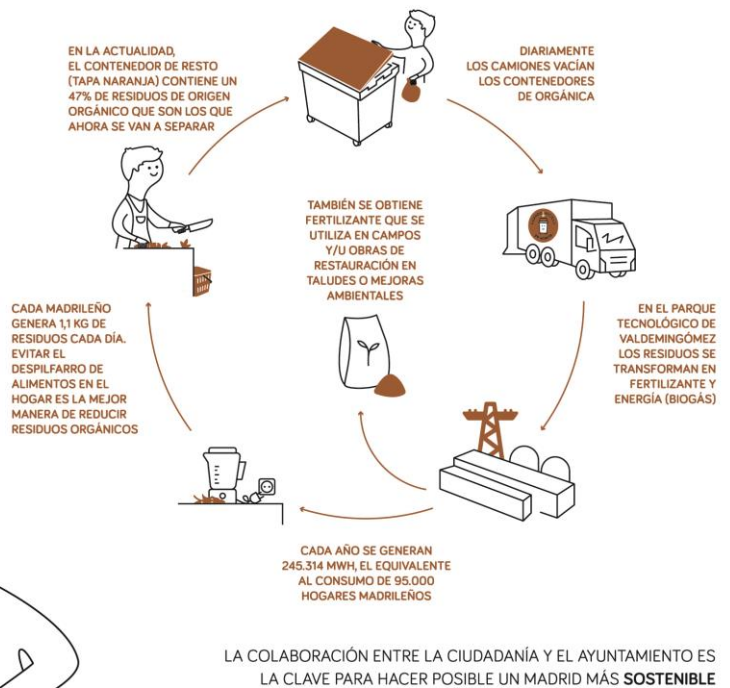 EN LA ACTUALIDAD,
EL CONTENEDOR DE RESTO
(TAPA NARANJA) CONTIENE UN
47% DE RESIDUOS DE ORIGEN
ORGÁNICO QUE SON LOS QUE
AHORA SE VAN A SEPARAR
DIARIAMENTE
LOS CAMIONES VACÍAN
LOS CONTENEDORES
DE ORGÁNICA
TAMBIÉN SE OBTIENE
FERTILIZANTE QUE SE
UTILIZA EN CAMPOS
Y/U OBRAS DE
RESTAURACIÓN EN
TALUDES O MEJORAS
AMBIENTALES
EN EL PARQUE
TECNOLÓGICO DE
VALDEMINGÓMEZ
LOS RESIDUOS SE
TRANSFORMAN EN
FERTILIZANTE Y
ENERGÍA (BIOGÁS)
CADA MADRILEÑO
GENERA 1,1 KG DE
RESIDUOS CADA DÍA.
EVITAR EL
DESPILFARRO DE
ALIMENTOS EN EL
HOGAR ES LA MEJOR
MANERA DE REDUCIR
RESIDUOS ORGÁNICOS
CADA AÑO SE GENERAN
245.314 MWH, EL EQUIVALENTE
AL CONSUMO DE 95.000
HOGARES MADRILEÑOS
LA COLABORACIÓN ENTRE LA CIUDADANÍA Y EL AYUNTAMIENTO ES
LA CLAVE PARA HACER POSIBLE UN MADRID MÁS SOSTENIBLE